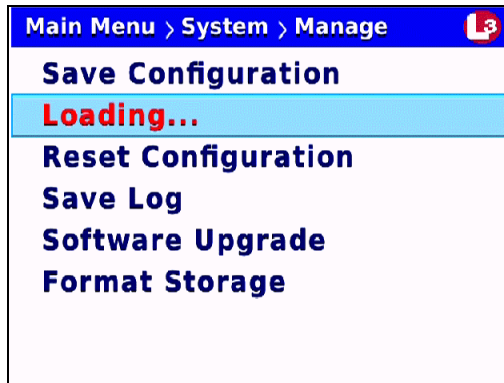 Main Menu > System > Manage L3
Save Configuration
Loading...
Reset Configuration
Save Log
Software Upgrade
Format Storage